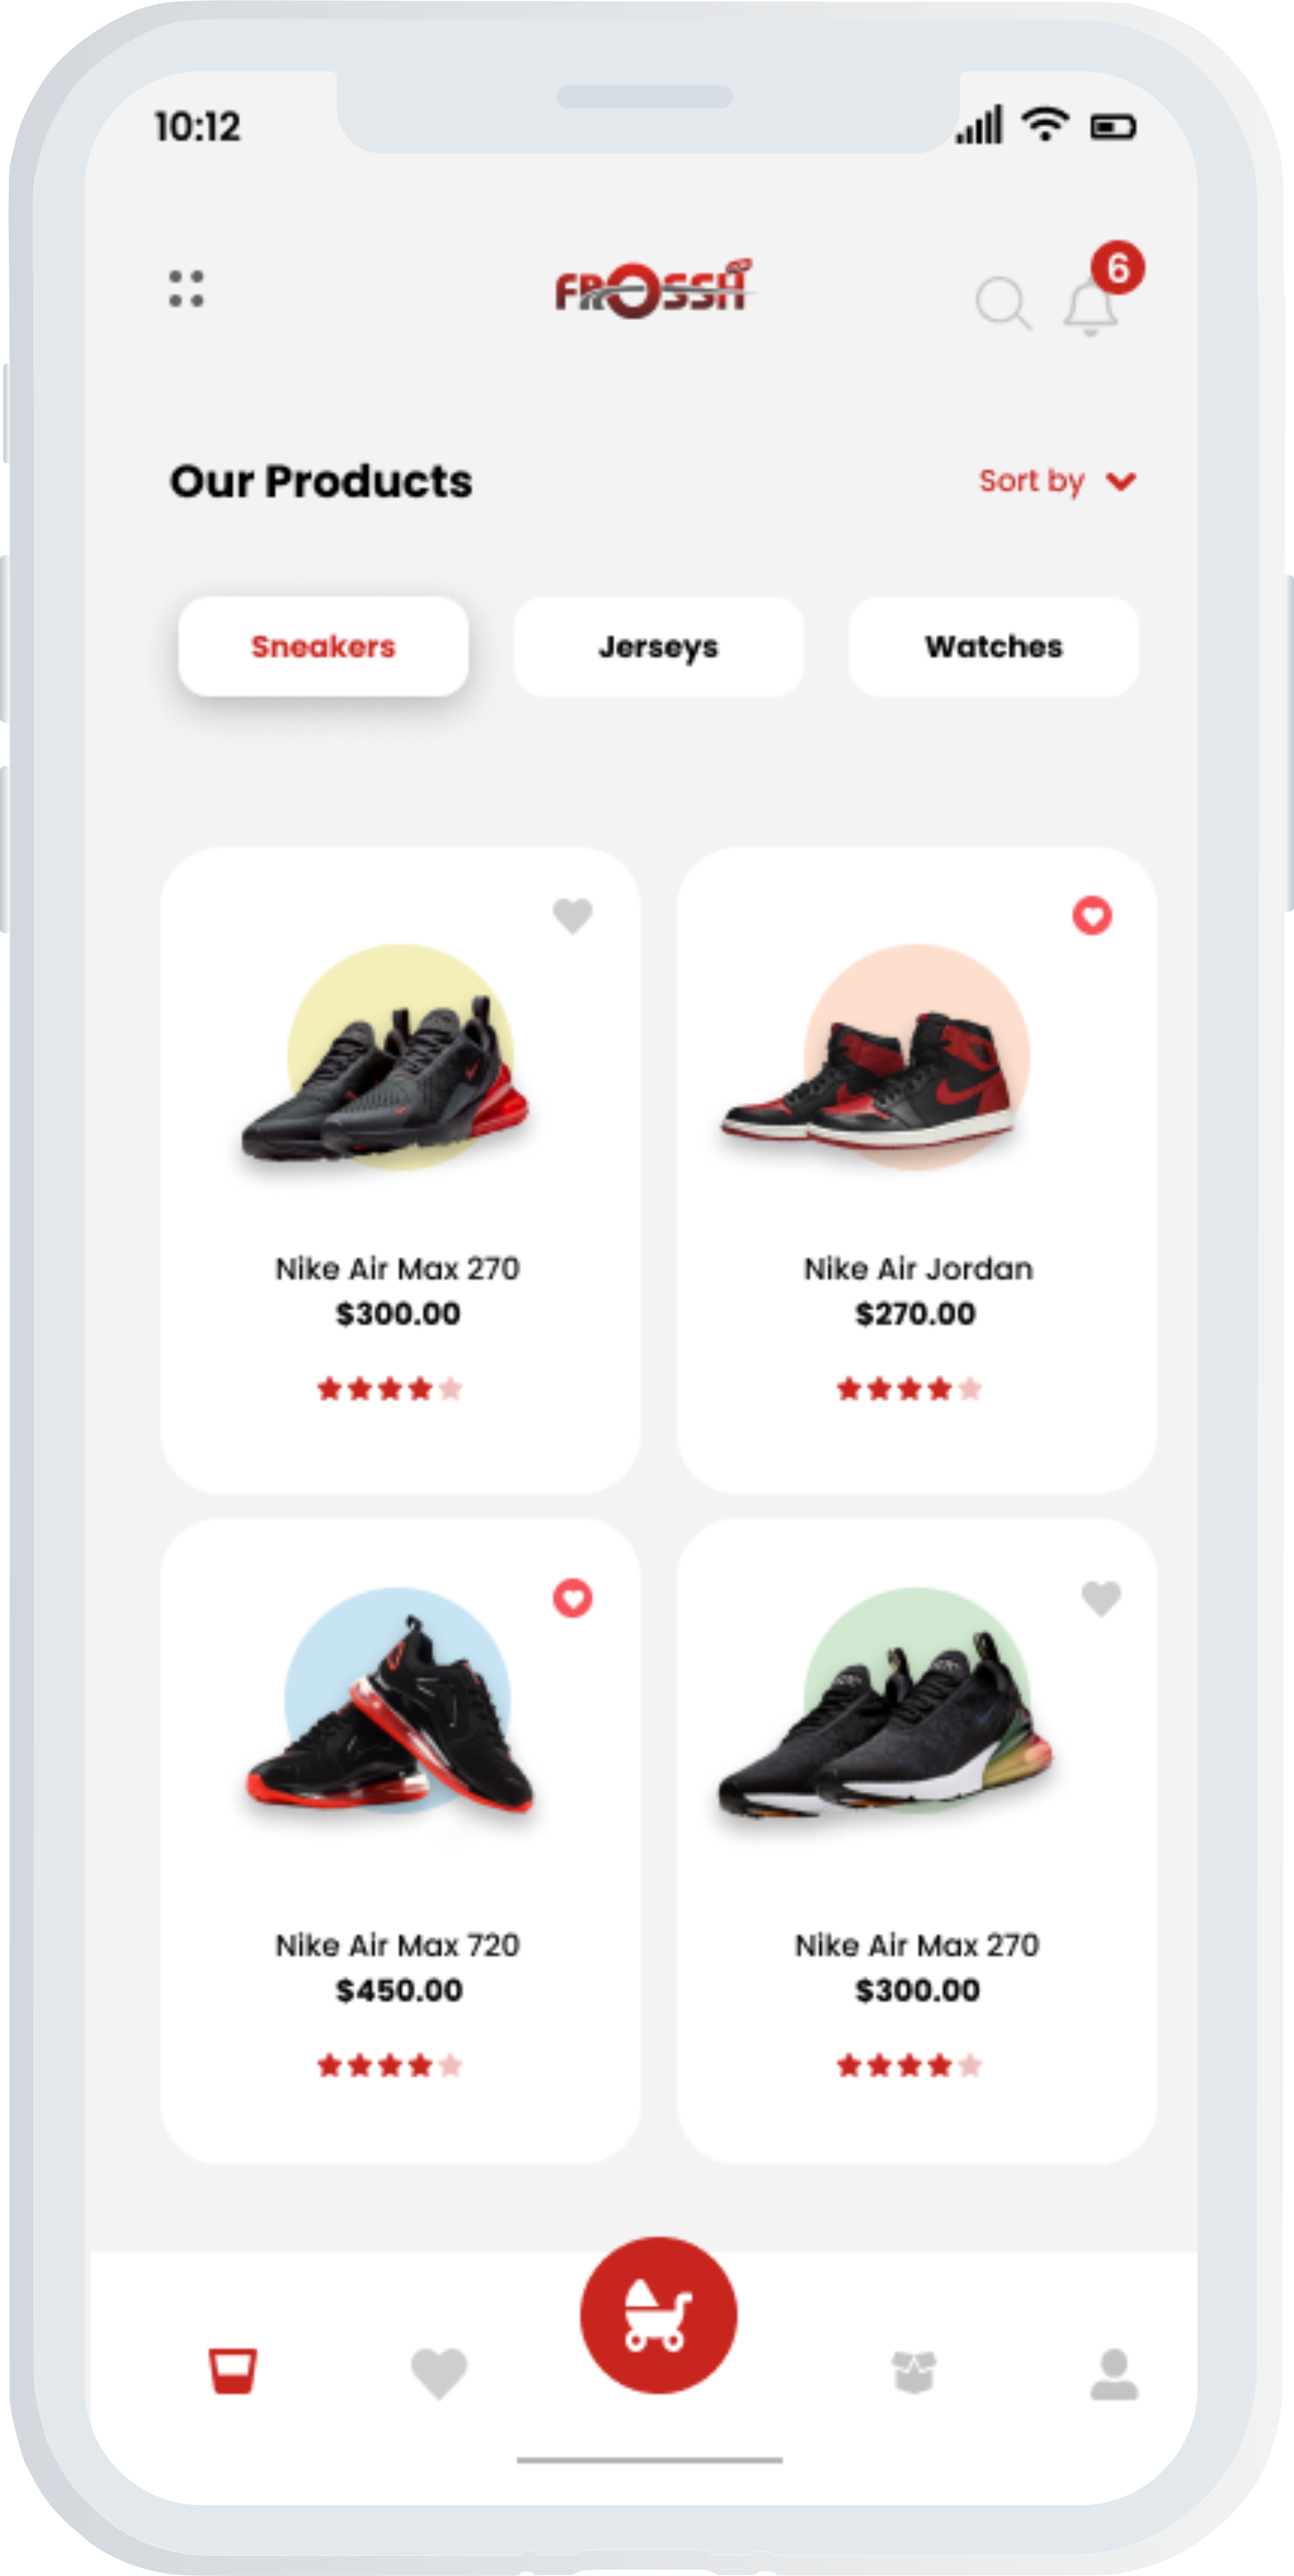 10:12
FROSSH
6
Our Products
Sort by
Sneakers Jerseys Watches
Nike Air Max 270
$300.00
Nike Air Jordan
$270.00
Nike Air Max 720
$450.00
Nike Air Max 270
$300.00